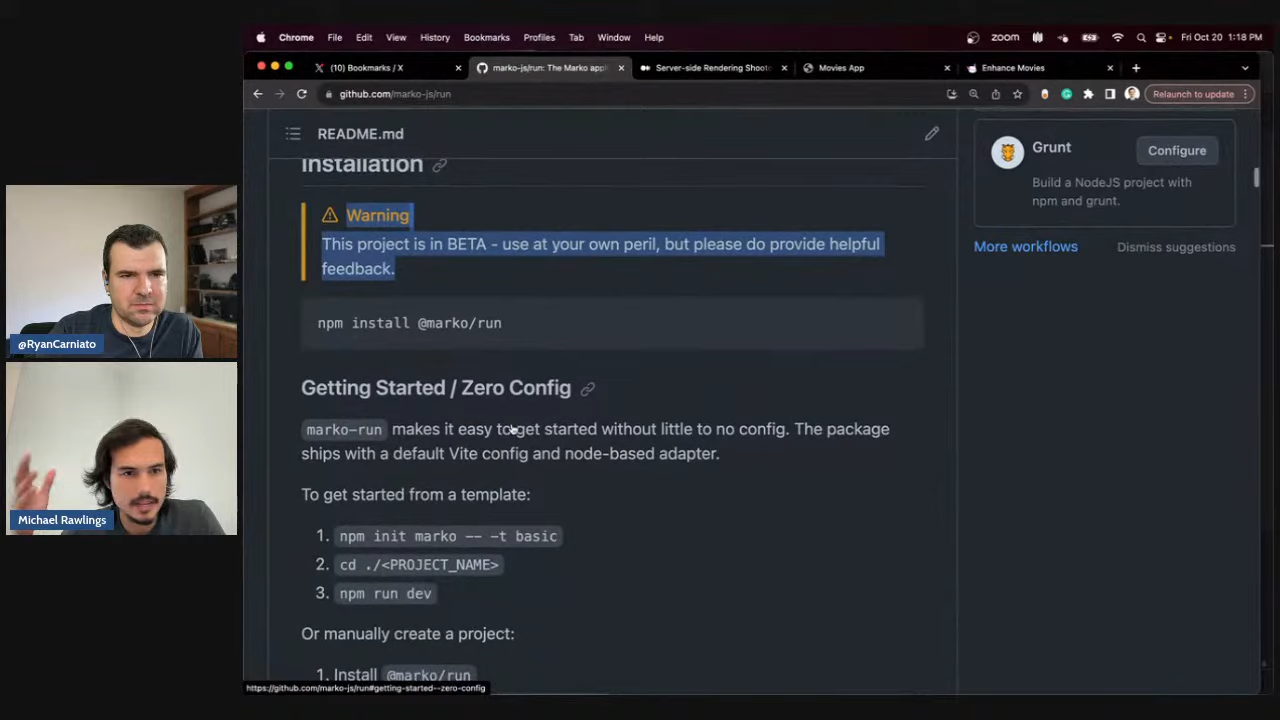 Chrome File Edit View History Bookmarks Profiles Tab Window Help
zoom
Fri Oct 20 1:18 PM
(10) Bookmarks / X
marko-js/run: The Marko appl
Server-side Rendering Shoot
Movies App
Enhance Movies
github.com/marko-js/run
Relaunch to update
README.md
Installation
Warning
This project is in BETA - use at your own peril, but please do provide helpful
feedback.
npm install @marko/run
Getting Started / Zero Config
marko-run makes it easy to get started without little to no config. The package
ships with a default Vite config and node-based adapter.
To get started from a template:
1. npm init marko -- -t basic
2. cd ./<PROJECT_NAME>
3. npm run dev
Or manually create a project:
1. Install @marko/run
https://github.com/marko-js/run#getting-started--zero-config
Grunt
Configure
Build a NodeJS project with
npm and grunt.
More workflows
Dismiss suggestions
@RyanCarniato
Michael Rawlings